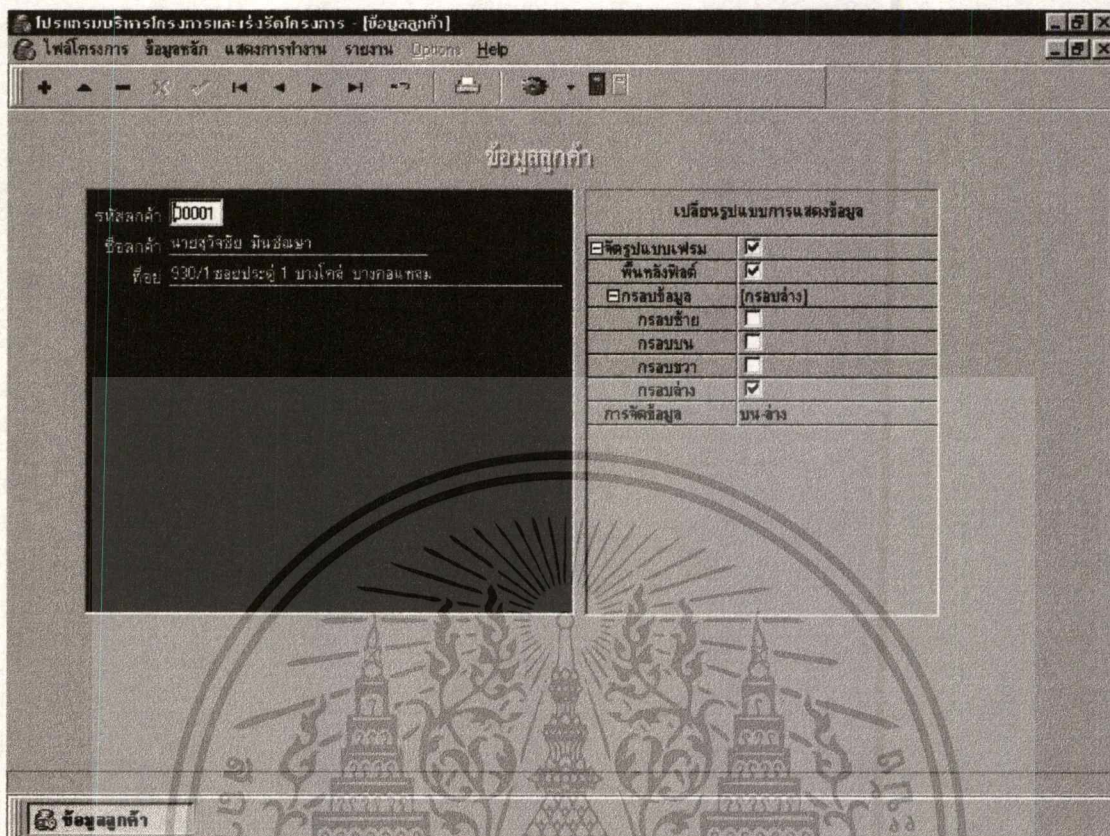 โปรแกรมบริหารโครงการและเร่งรัดโครงการ - [ข้อมูลลูกค้า]
ไฟล์โครงการ ข้อมูลหลัก แสดงการทำงาน รายงาน Options Help
ข้อมูลลูกค้า
รหัสลูกค้า 00001
ชื่อลูกค้า นายสุวิจชัย
ที่อยู่ 930/1 ซอยประดู่ 1 บางโคล่ บางคอแหลม
เปลี่ยนรูปแบบการแสดงข้อมูล
จัดรูปแบบเฟรม
พื้นหลังฟิลด์
กรอบข้อมูล [กรอบล่าง]
กรอบซ้าย
กรอบบน
กรอบขวา
กรอบล่าง
การจัดข้อมูล บน-ล่าง
ข้อมูลลูกค้า